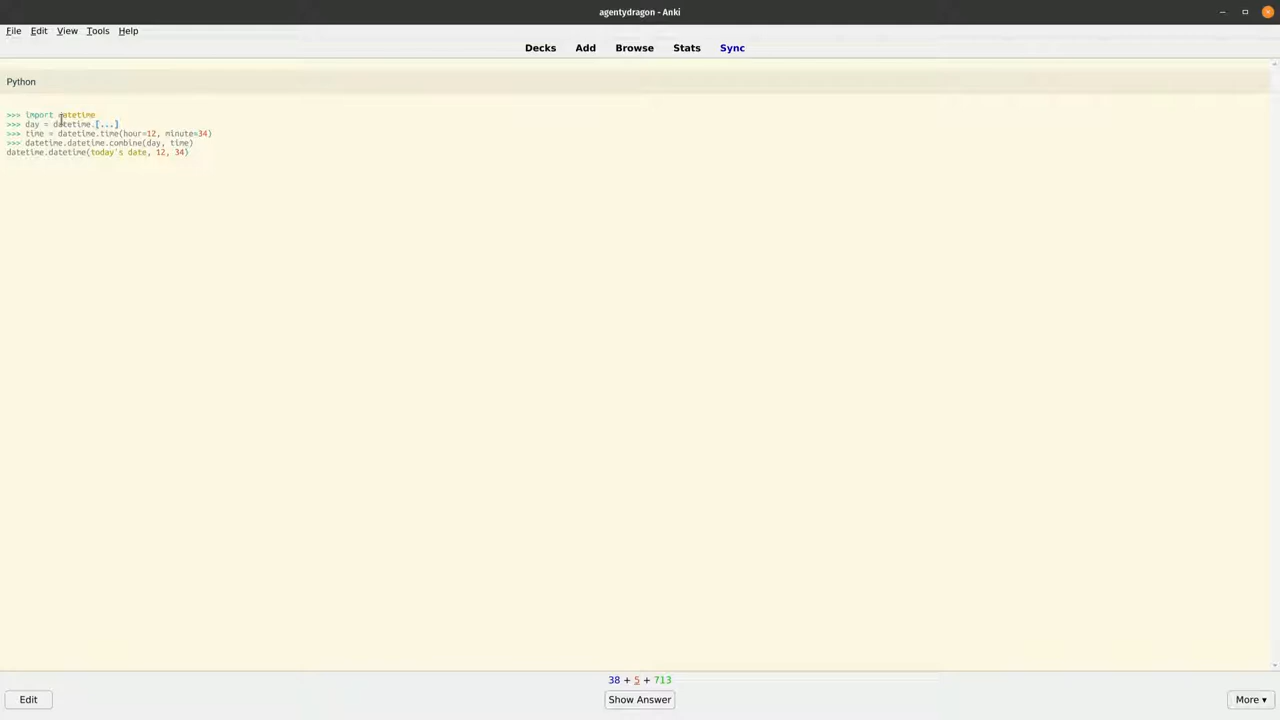 agentydragon - Anki
File Edit View Tools Help
Decks Add Browse Stats Sync
Python
>>> import datetime
>>> day = datetime.[...]
>>> time = datetime.time(hour=12, minute=34)
>>> datetime.datetime.combine(day, time)
datetime.datetime(today's date, 12, 34)
38 + 5 + 713
Edit Show Answer More ▾